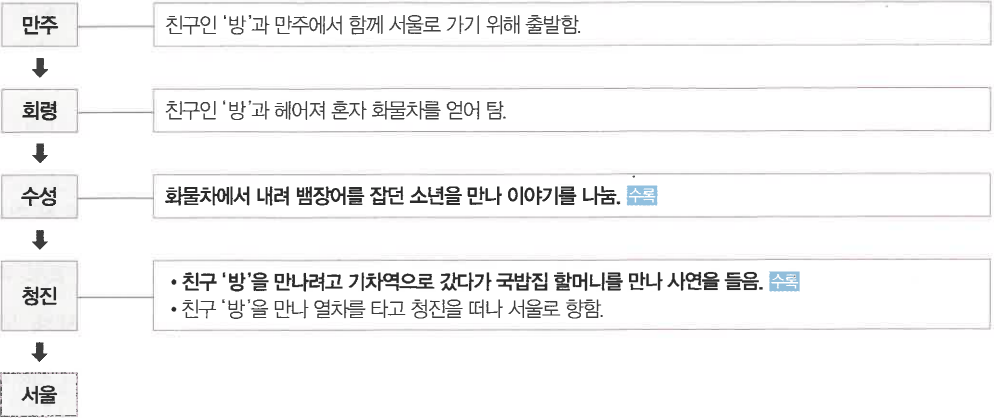 만주
친구인 '방'과 만주에서 함께 서울로 가기 위해 출발함.
회령
친구인 '방'과 헤어져 혼자 화물차를 얻어 탐.
수성
화물차에서 내려 뱀장어를 잡던 소년을 만나 이야기를 나눔. 수록
청진
• 친구 '방'을 만나려고 기차역으로 갔다가 국밥집 할머니를 만나 사연을 들음. 수록
• 친구 '방'을 만나 열차를 타고 청진을 떠나 서울로 향함.
서울